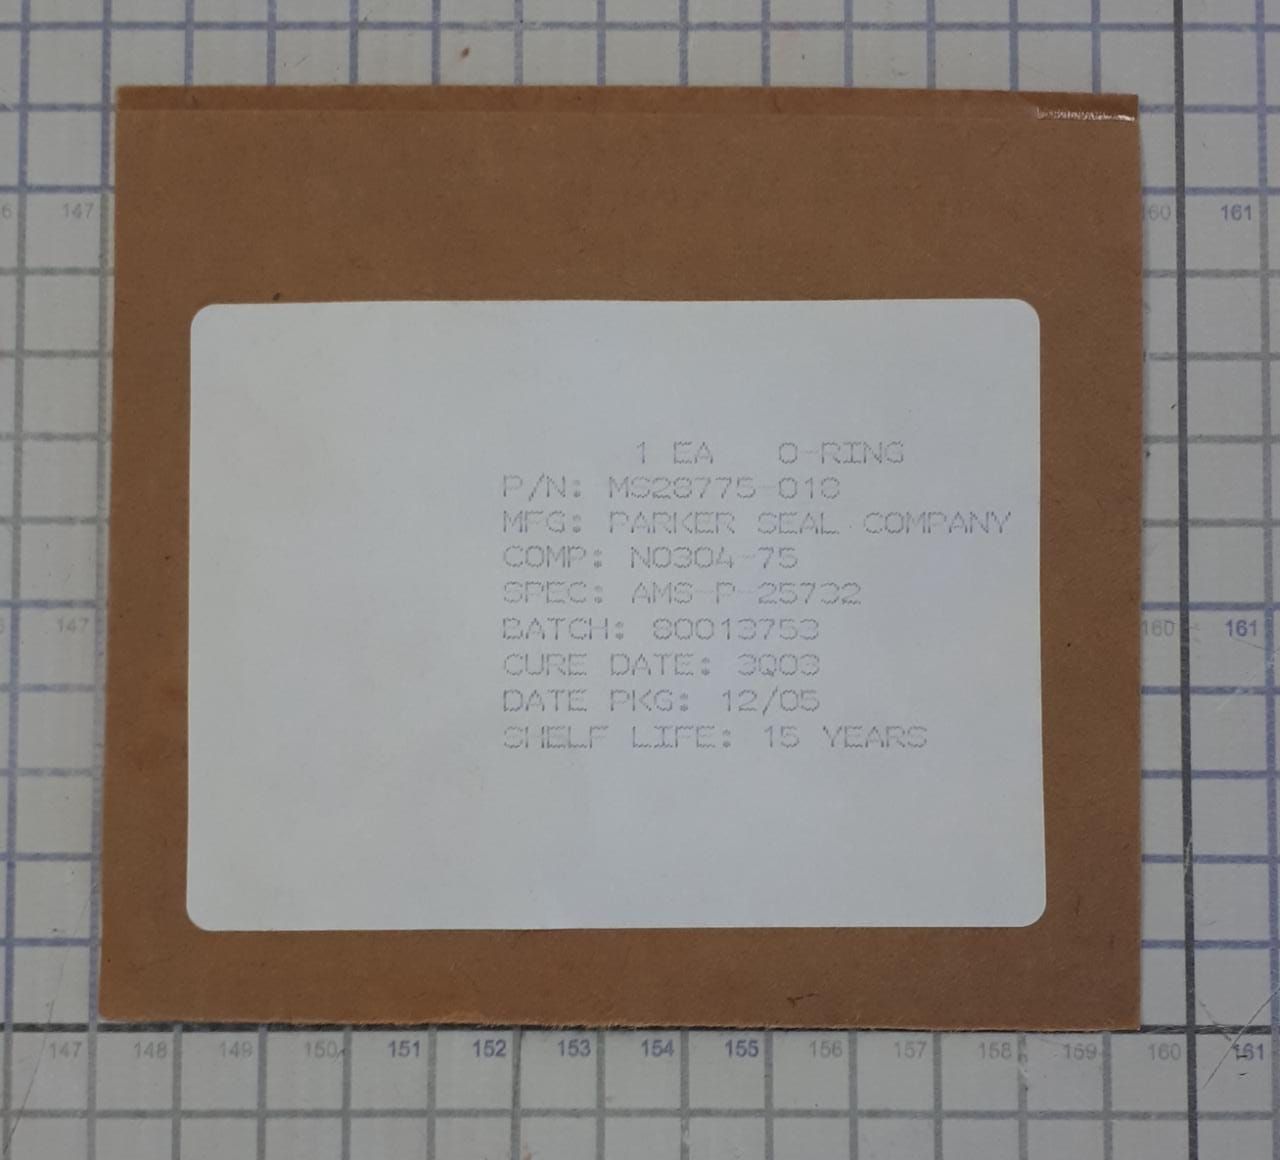 6 147 160 161
1 EA O-RING
P/N: MS28775-018
MFG: PARKER SEAL COMPANY
COMP: N0304-75
SPEC: AMS-P-25732
6 147 160 161
BATCH: 80013753
CURE DATE: 3Q03
DATE PKG: 12/05
SHELF LIFE: 15 YEARS
147 148 149 150 151 152 153 154 155 156 157 158 159 160 161